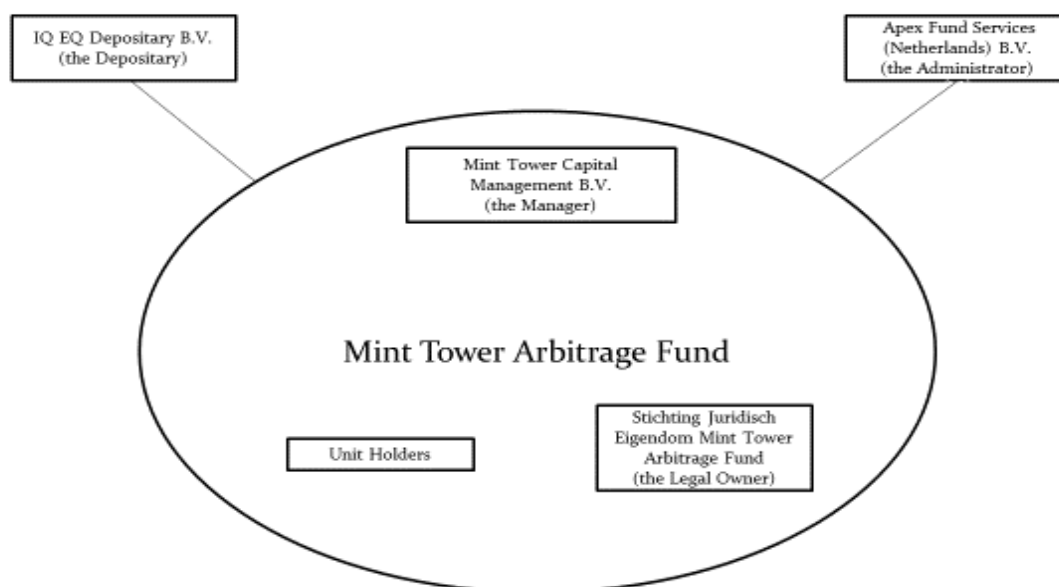 IQ EQ Depositary B.V.
(the Depositary)
Apex Fund Services
(Netherlands) B.V.
(the Administrator)
Mint Tower Capital
Management B.V.
(the Manager)
Mint Tower Arbitrage Fund
Unit Holders
Stichting Juridisch
Eigendom Mint Tower
Arbitrage Fund
(the Legal Owner)